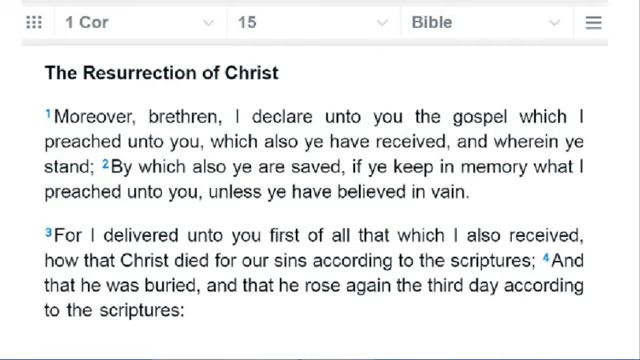 1 Cor 15 Bible
The Resurrection of Christ
1Moreover, brethren, I declare unto you the gospel which I
preached unto you, which also ye have received, and wherein ye
stand; 2By which also ye are saved, if ye keep in memory what I
preached unto you, unless ye have believed in vain.
3For I delivered unto you first of all that which I also received,
how that Christ died for our sins according to the scriptures; 4And
that he was buried, and that he rose again the third day according
to the scriptures: